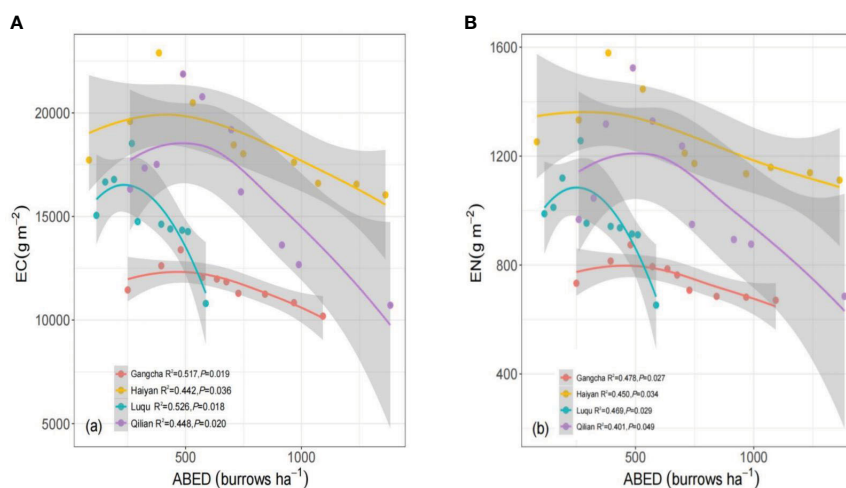 A
EC(g m⁻²)
20000
15000
10000
5000
Gangcha R²=0.517,P=0.019
Haiyan R²=0.442,P=0.036
Luqu R²=0.526,P=0.018
Qilian R²=0.448,P=0.020
(a)
500
1000
ABED (burrows ha⁻¹)
B
EN(g m⁻²)
1600
1200
800
400
Gangcha R²=0.478,P=0.027
Haiyan R²=0.450,P=0.034
Luqu R²=0.469,P=0.029
Qilian R²=0.401,P=0.049
(b)
500
1000
ABED (burrows ha⁻¹)